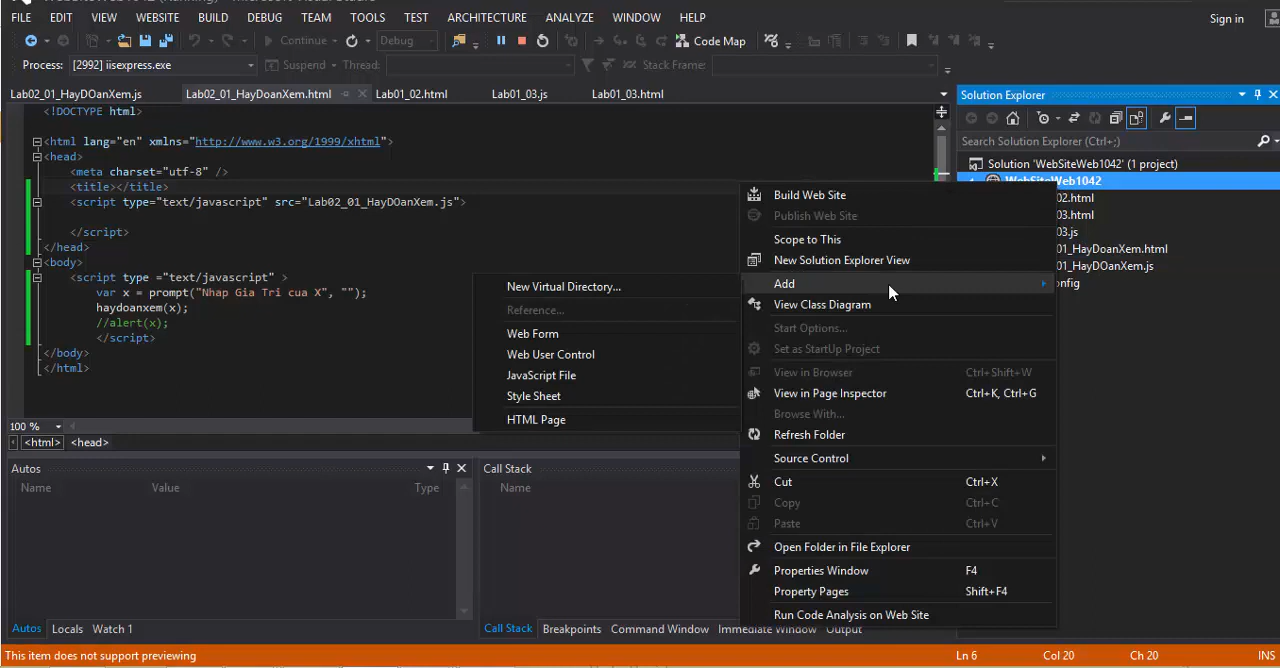 FILE EDIT VIEW WEBSITE BUILD DEBUG TEAM TOOLS TEST ARCHITECTURE ANALYZE WINDOW HELP Sign in
Continue Debug Code Map
Process: [2992] iisexpress.exe Suspend Thread: Stack Frame:
Lab02_01_HayDOanXem.js Lab02_01_HayDoanXem.html Lab01_02.html Lab01_03.js Lab01_03.html
<!DOCTYPE html>
<html lang="en" xmlns="http://www.w3.org/1999/xhtml">
<head>
<meta charset="utf-8" />
<title></title>
<script type="text/javascript" src="Lab02_01_HayDOanXem.js">
</script>
</head>
<body>
<script type ="text/javascript" >
var x = prompt("Nhap Gia Tri cua X", "");
haydoanxem(x);
//alert(x);
</script>
</body>
</html>
100 %
<html> <head>
Autos
Name Value Type
Autos Locals Watch 1
Call Stack
Name
Call Stack Breakpoints Command Window Immediate Window Output
New Virtual Directory...
Reference...
Web Form
Web User Control
JavaScript File
Style Sheet
HTML Page
Build Web Site
Publish Web Site
Scope to This
New Solution Explorer View
Add
View Class Diagram
Start Options...
Set as StartUp Project
View in Browser Ctrl+Shift+W
View in Page Inspector Ctrl+K, Ctrl+G
Browse With...
Refresh Folder
Source Control
Cut Ctrl+X
Copy Ctrl+C
Paste Ctrl+V
Open Folder in File Explorer
Properties Window F4
Property Pages Shift+F4
Run Code Analysis on Web Site
Solution Explorer
Search Solution Explorer (Ctrl+;)
Solution 'WebSiteWeb1042' (1 project)
WebSiteWeb1042
02.html
03.html
03.js
01_HayDoanXem.html
01_HayDOanXem.js
onfig
This item does not support previewing Ln 6 Col 20 Ch 20 INS